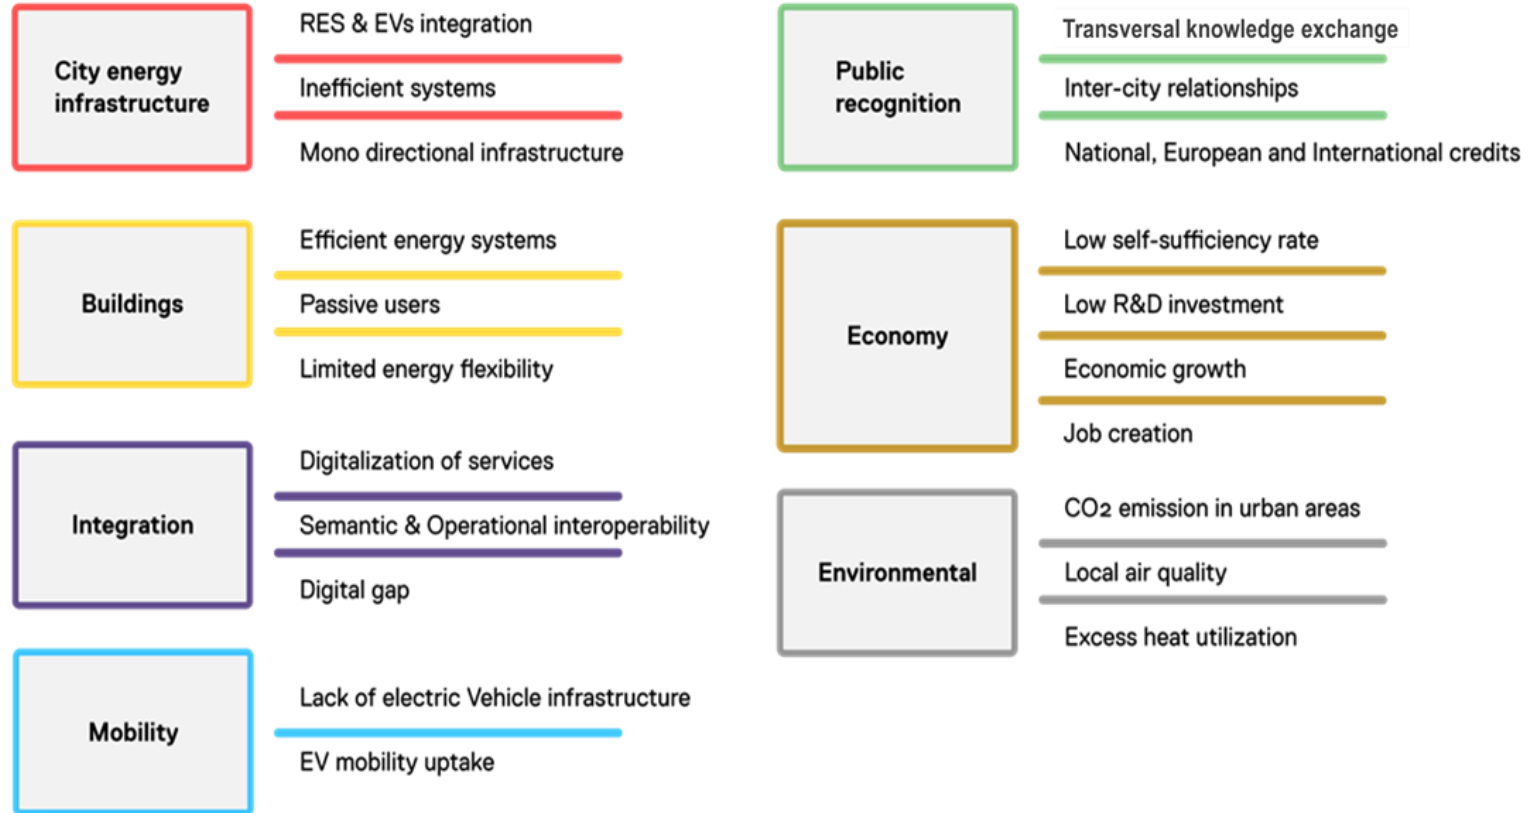 City energy
infrastructure
RES & EVs integration
Inefficient systems
Mono directional infrastructure
Buildings
Efficient energy systems
Passive users
Limited energy flexibility
Integration
Digitalization of services
Semantic & Operational interoperability
Digital gap
Mobility
Lack of electric Vehicle infrastructure
EV mobility uptake
Public
recognition
Transversal knowledge exchange
Inter-city relationships
National, European and International credits
Economy
Low self-sufficiency rate
Low R&D investment
Economic growth
Job creation
Environmental
CO2 emission in urban areas
Local air quality
Excess heat utilization